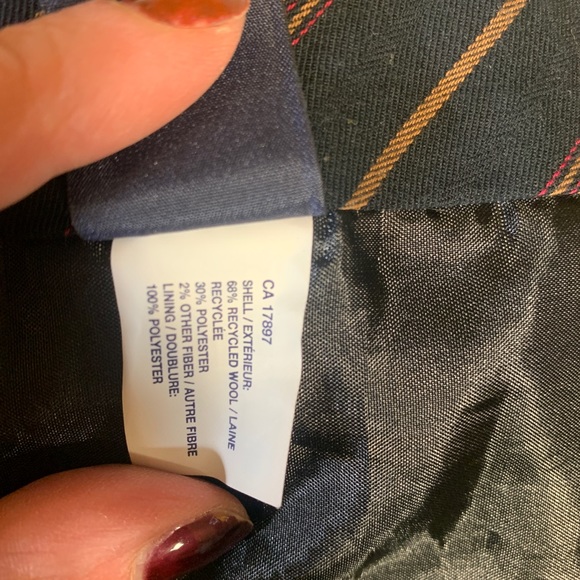 CA 17897
SHELL / EXTÉRIEUR:
68% RECYCLED WOOL / LAINE
RECYCLÉE
30% POLYESTER
2% OTHER FIBER / AUTRE FIBRE
LINING / DOUBLURE:
100% POLYESTER